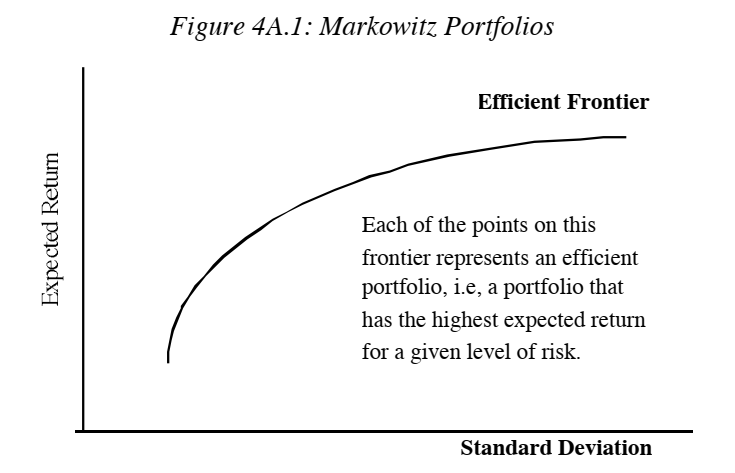 Figure 4A.1: Markowitz Portfolios
Efficient Frontier
Expected Return
Each of the points on this
frontier represents an efficient
portfolio, i.e, a portfolio that
has the highest expected return
for a given level of risk.
Standard Deviation